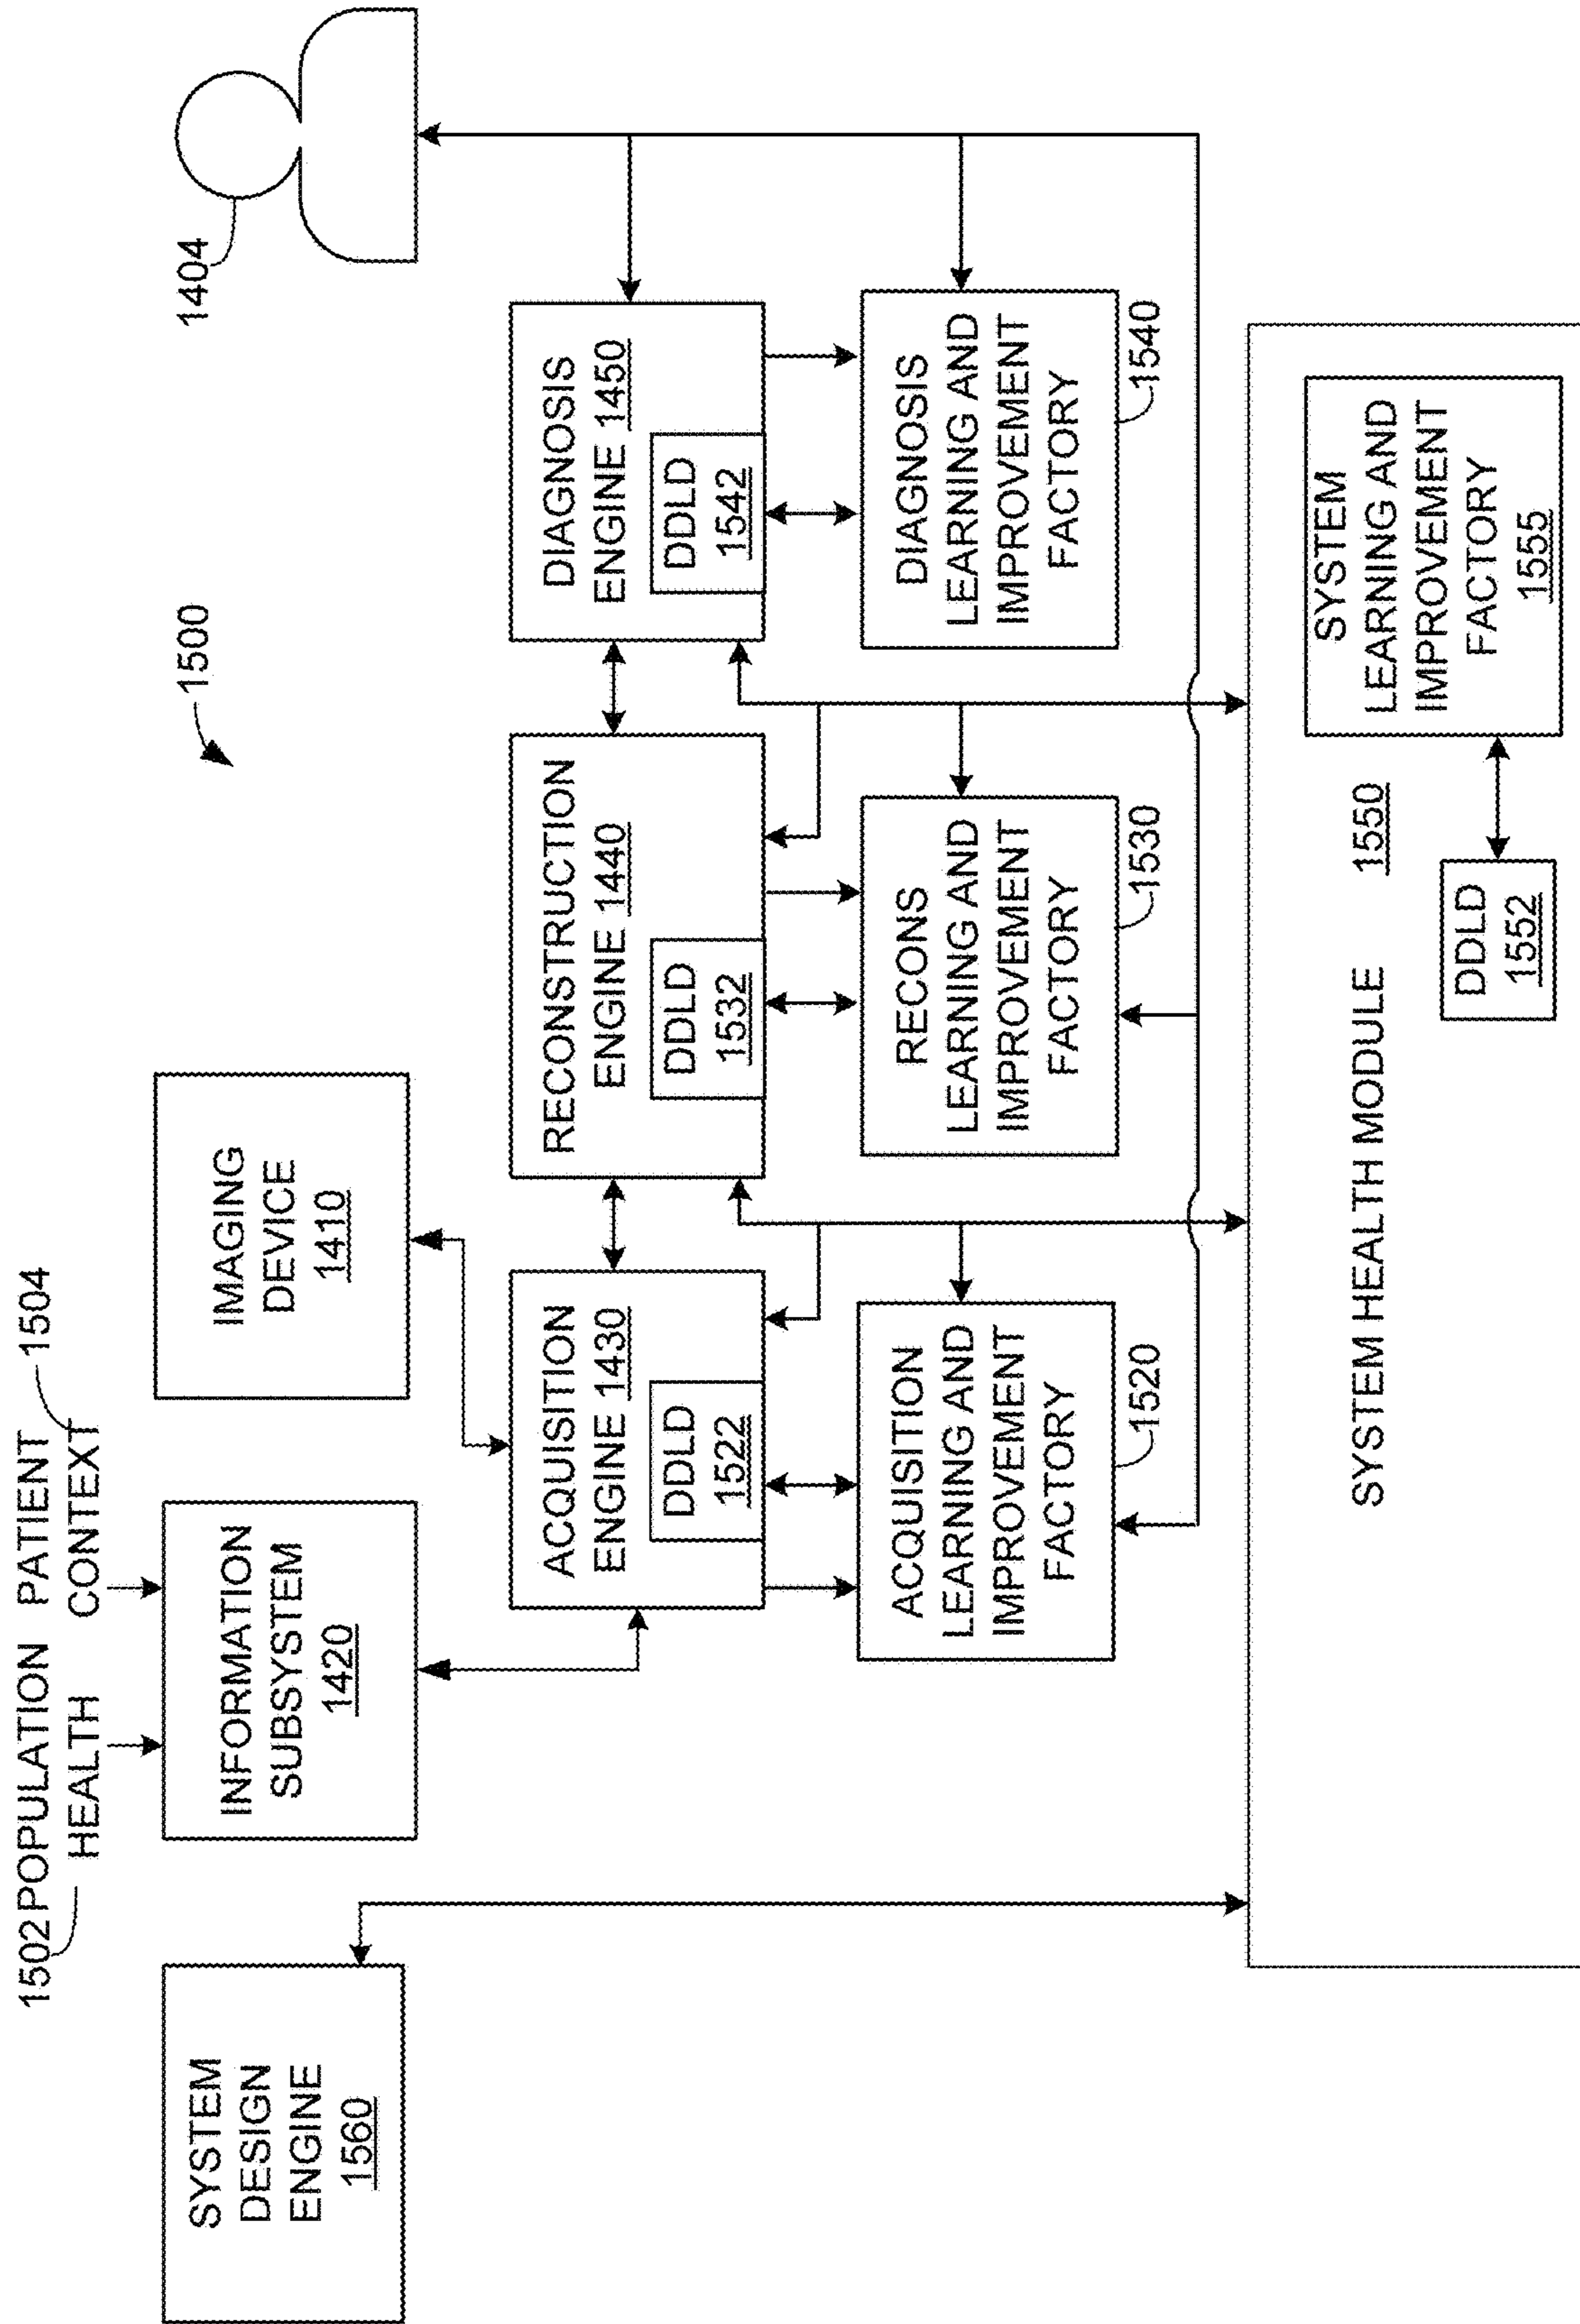 1500
1404
1502 POPULATION
HEALTH
PATIENT
CONTEXT
1504
SYSTEM
DESIGN
ENGINE
1560
INFORMATION
SUBSYSTEM
1420
IMAGING
DEVICE
1410
ACQUISITION
ENGINE 1430
DDLD
1522
RECONSTRUCTION
ENGINE 1440
DDLD
1532
DIAGNOSIS
ENGINE 1450
DDLD
1542
ACQUISITION
LEARNING AND
IMPROVEMENT
FACTORY
1520
RECONS
LEARNING AND
IMPROVEMENT
FACTORY
1530
DIAGNOSIS
LEARNING AND
IMPROVEMENT
FACTORY
1540
SYSTEM HEALTH MODULE 1550
DDLD
1552
SYSTEM
LEARNING AND
IMPROVEMENT
FACTORY
1555